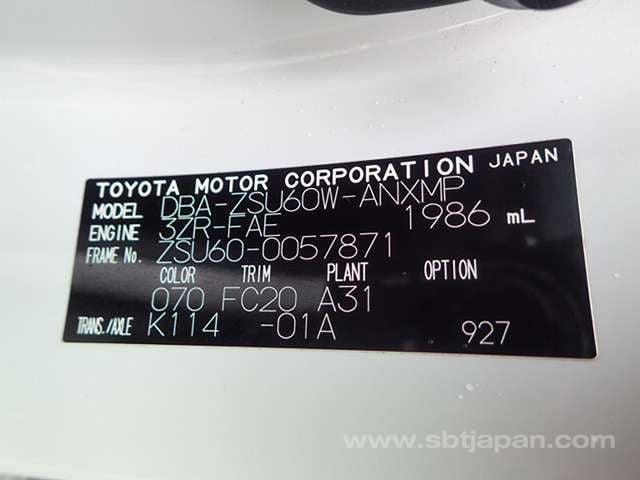 TOYOTA MOTOR CORPORATION JAPAN
MODEL DBA-ZSU60W-ANXMP
ENGINE 3ZR-FAE 1986 mL
FRAME No. ZSU60-0057871
COLOR TRIM PLANT OPTION
070 FC20 A31
TRANS./AXLE K114 -01A 927
www.sbtjapan.com